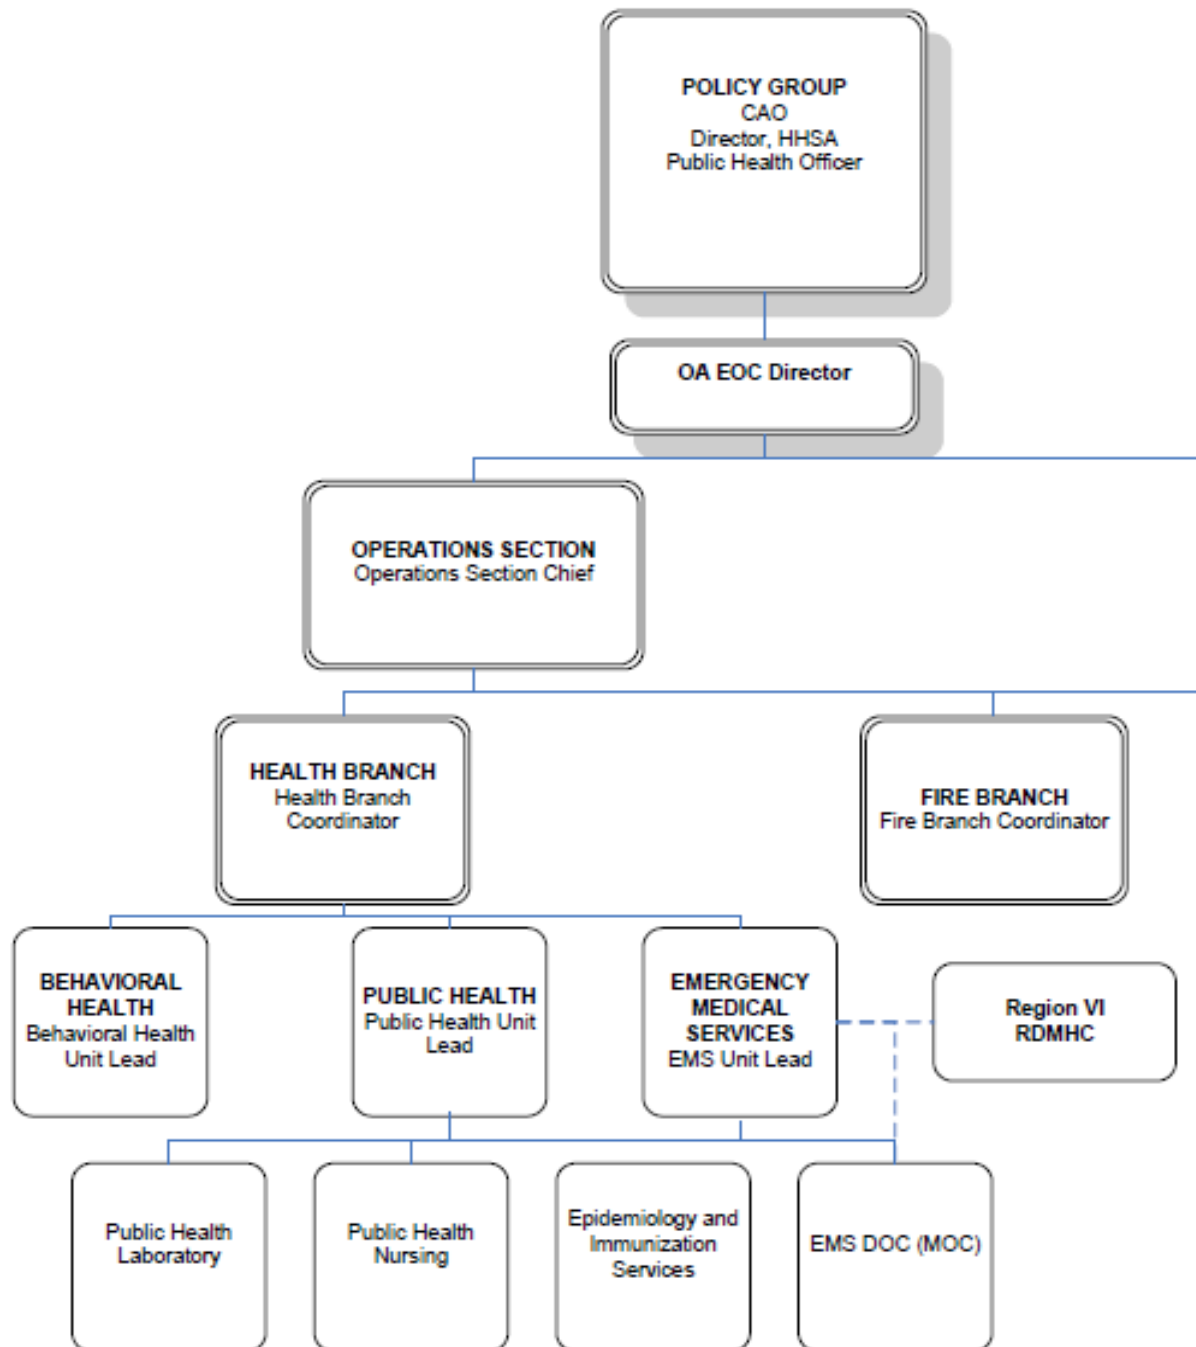 POLICY GROUP
CAO
Director, HHSA
Public Health Officer
OA EOC Director
OPERATIONS SECTION
Operations Section Chief
HEALTH BRANCH
Health Branch
Coordinator
FIRE BRANCH
Fire Branch Coordinator
BEHAVIORAL
HEALTH
Behavioral Health
Unit Lead
PUBLIC HEALTH
Public Health Unit
Lead
EMERGENCY
MEDICAL
SERVICES
EMS Unit Lead
Region VI
RDMHC
Public Health
Laboratory
Public Health
Nursing
Epidemiology and
Immunization
Services
EMS DOC (MOC)